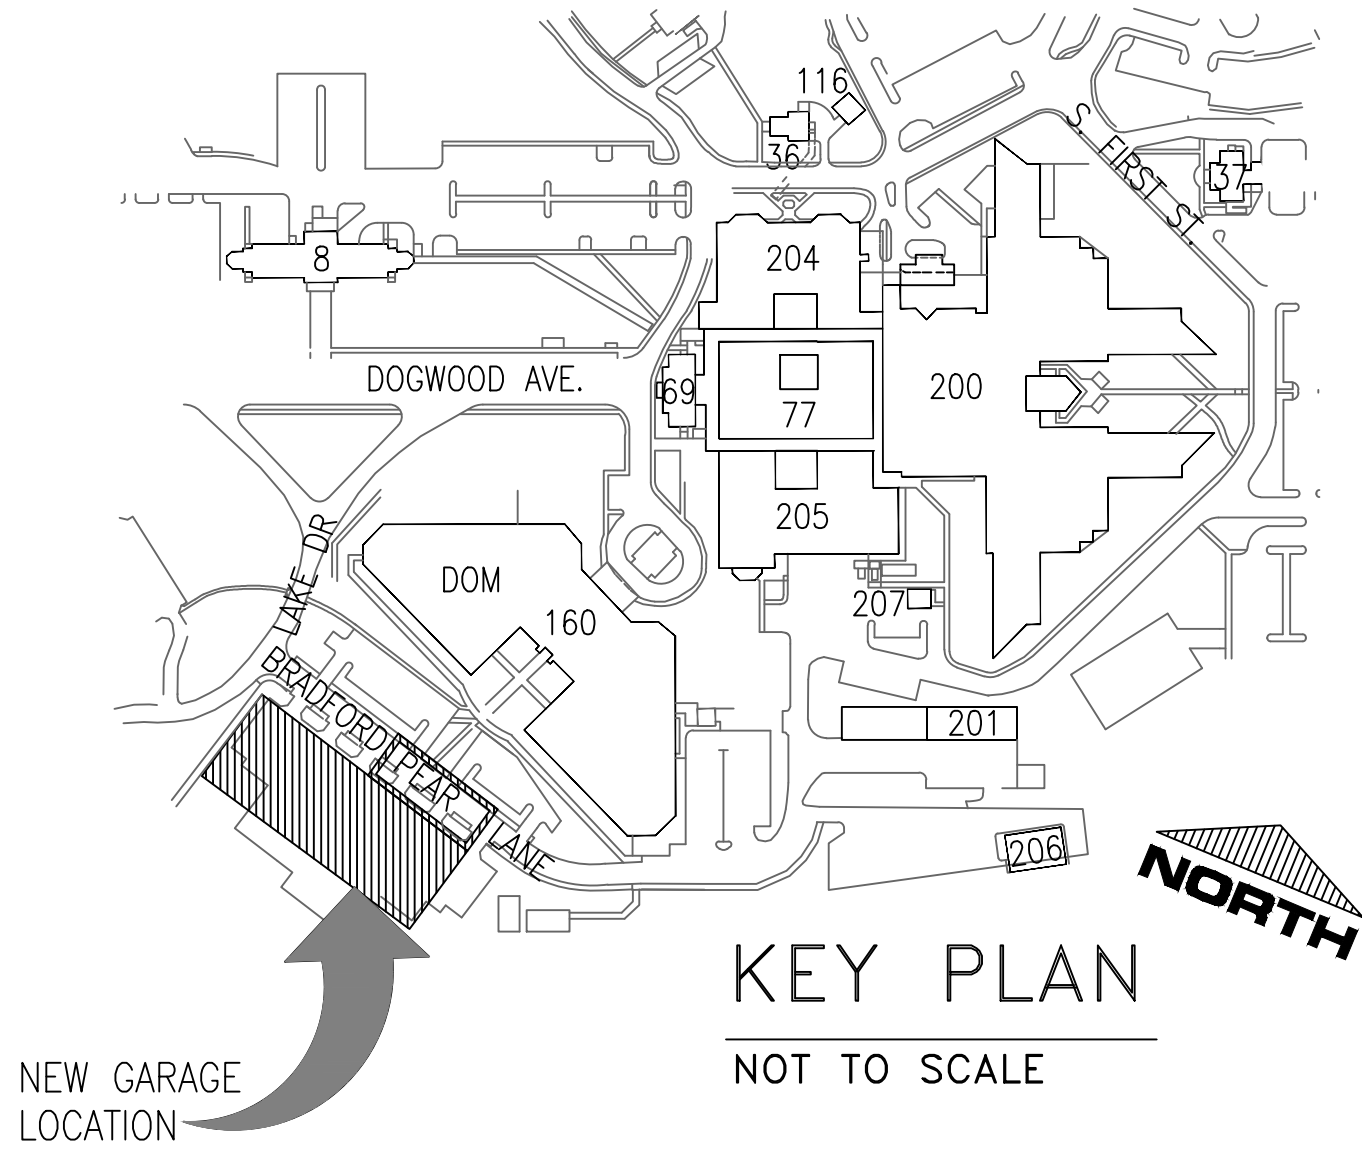 116
36
S. FIRST ST.
37
8
204
DOGWOOD AVE.
69
77
200
205
LAKE DR
DOM
160
207
BRADFORD PEAR LANE
201
206
NORTH
KEY PLAN
NOT TO SCALE
NEW GARAGE
LOCATION